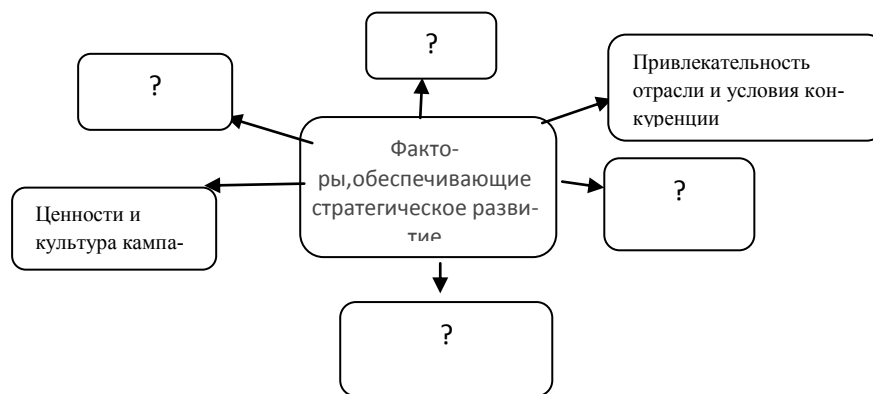 ?
?
Привлекательность
отрасли и условия кон-
куренции
Факто-
ры,обеспечивающие
стратегическое разви-
тие
?
Ценности и
культура кампа-
?